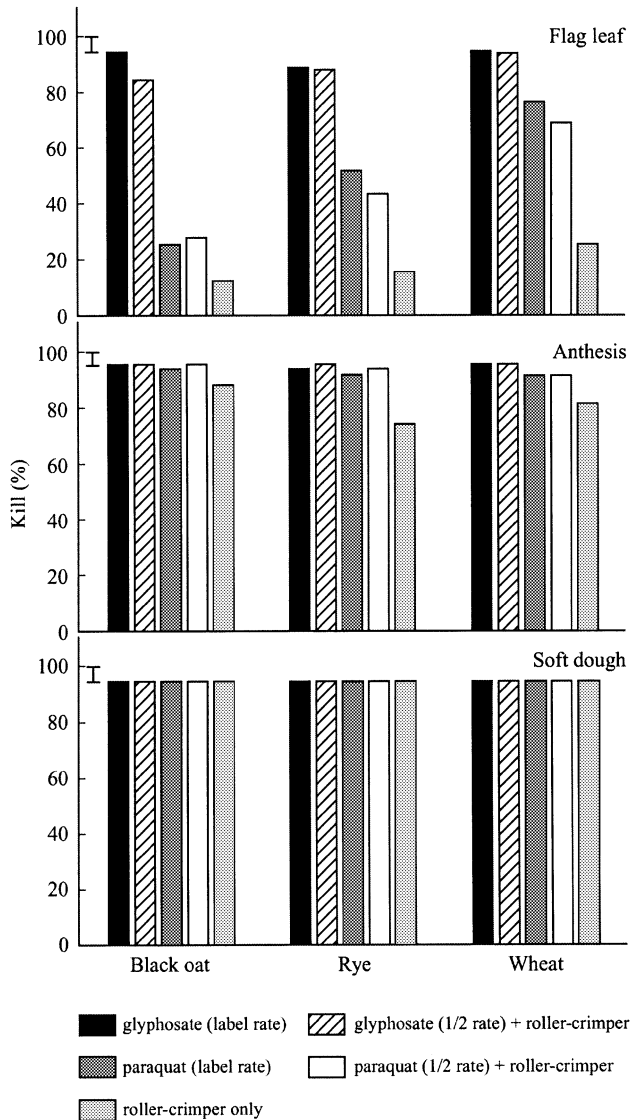 Flag leaf
100
80
60
40
20
0
Anthesis
100
80
60
40
20
0
Kill (%)
Soft dough
100
80
60
40
20
0
Black oat Rye Wheat
glyphosate (label rate) glyphosate (1/2 rate) + roller-crimper
paraquat (label rate) paraquat (1/2 rate) + roller-crimper
roller-crimper only